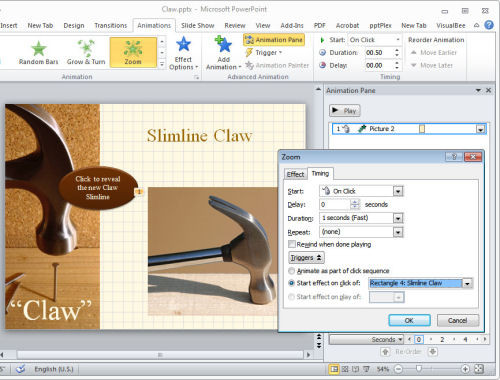 Claw.pptx - Microsoft PowerPoint
Insert New Tab Design Transitions Animations Slide Show Review View Add-Ins PDF Acrobat pptPlex New Tab VisualBee
Random Bars Grow & Turn Zoom
Effect Options
Add Animation
Animation Pane
Trigger
Animation Painter
Start: On Click
Duration: 00.50
Delay: 00.00
Reorder Animation
Move Earlier
Move Later
Animation Advanced Animation Timing
Slimline Claw
Click to reveal
the new Claw
Slimline
"Claw"
Animation Pane
Play
1 Picture 2
Zoom
Effect Timing
Start: On Click
Delay: 0 seconds
Duration: 1 seconds (Fast)
Repeat: (none)
Rewind when done playing
Triggers
Animate as part of click sequence
Start effect on click of: Rectangle 4: Slimline Claw
Start effect on play of:
OK Cancel
Seconds 0 2 4
Re-Order
English (U.S.) 54%